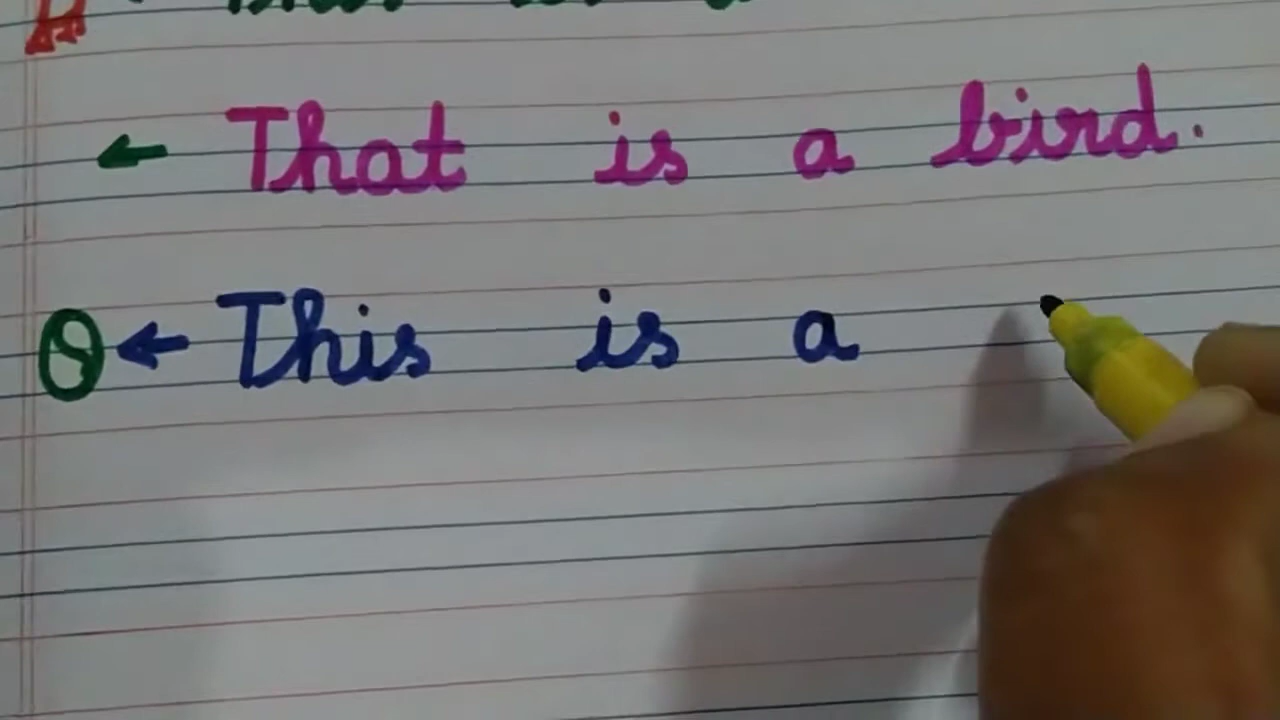 ← That is a bird.
← This is a